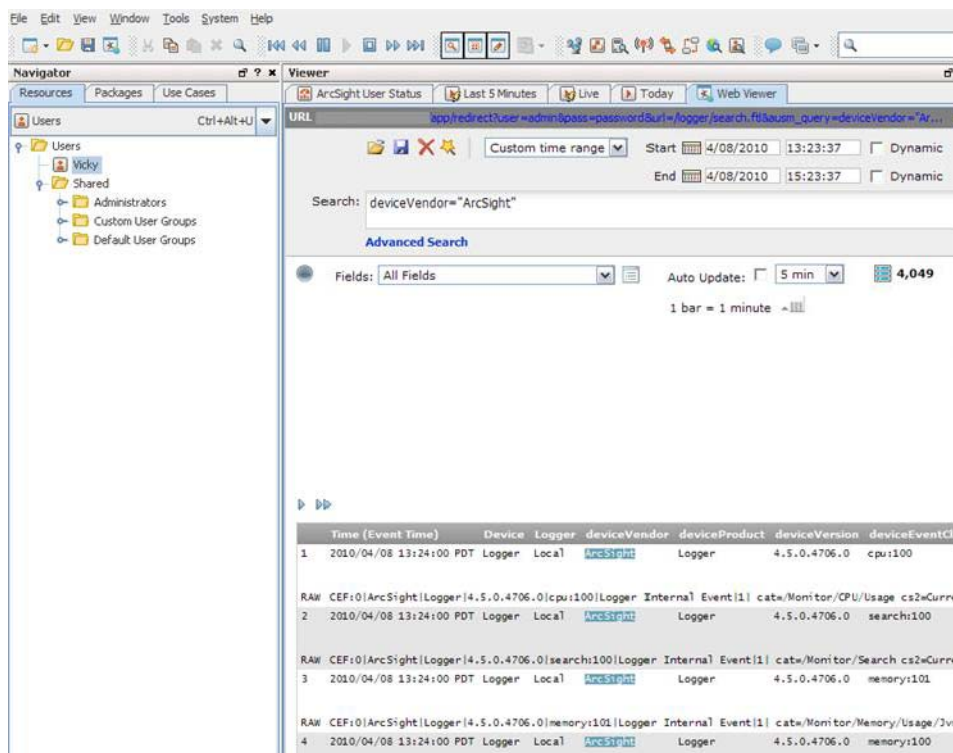 File Edit View Window Tools System Help
Navigator
Resources Packages Use Cases
Users Ctrl+Alt+U
Users
Vicky
Shared
Administrators
Custom User Groups
Default User Groups
Viewer
ArcSight User Status Last 5 Minutes Live Today Web Viewer
URL app/redirect?user=admin&pass=password&url=/logger/search.ftl&ausm_query=deviceVendor="Ar...
Custom time range Start 4/08/2010 13:23:37 Dynamic
End 4/08/2010 15:23:37 Dynamic
Search: deviceVendor="ArcSight"
Advanced Search
Fields: All Fields Auto Update: 5 min 4,049
1 bar = 1 minute
Time (Event Time) Device Logger deviceVendor deviceProduct deviceVersion deviceEventCl
1 2010/04/08 13:24:00 PDT Logger Local ArcSight Logger 4.5.0.4706.0 cpu:100
RAW CEF:0|ArcSight|Logger|4.5.0.4706.0|cpu:100|Logger Internal Event|1| cat=/Monitor/CPU/Usage cs2=Curre
2 2010/04/08 13:24:00 PDT Logger Local ArcSight Logger 4.5.0.4706.0 search:100
RAW CEF:0|ArcSight|Logger|4.5.0.4706.0|search:100|Logger Internal Event|1| cat=/Monitor/Search cs2=Curre
3 2010/04/08 13:24:00 PDT Logger Local ArcSight Logger 4.5.0.4706.0 memory:101
RAW CEF:0|ArcSight|Logger|4.5.0.4706.0|memory:101|Logger Internal Event|1| cat=/Monitor/Memory/Usage/Jv
4 2010/04/08 13:24:00 PDT Logger Local ArcSight Logger 4.5.0.4706.0 memory:100